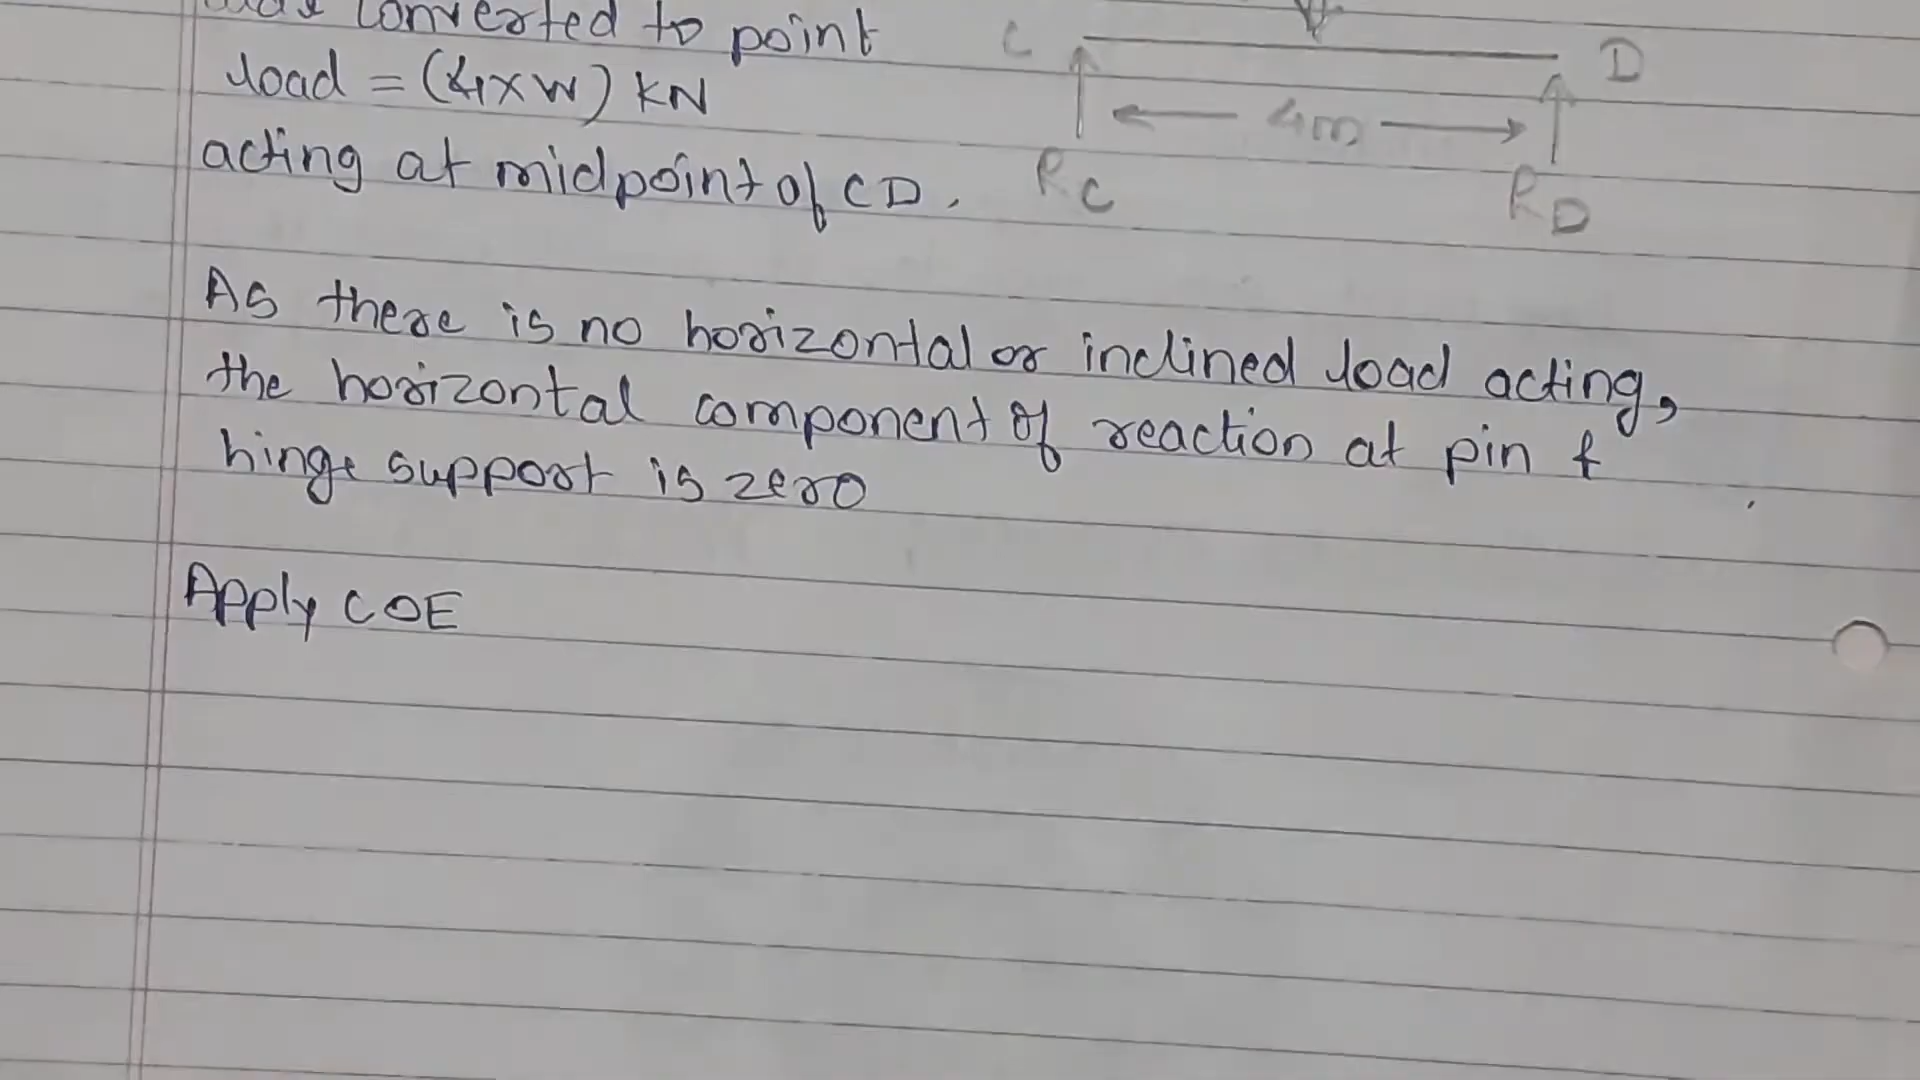 converted to point
load = (4×W) KN
acting at midpoint of CD.
C
D
4m
RC
RD
As there is no horizontal or inclined load acting,
the horizontal component of reaction at pin &
hinge support is zero
Apply COE